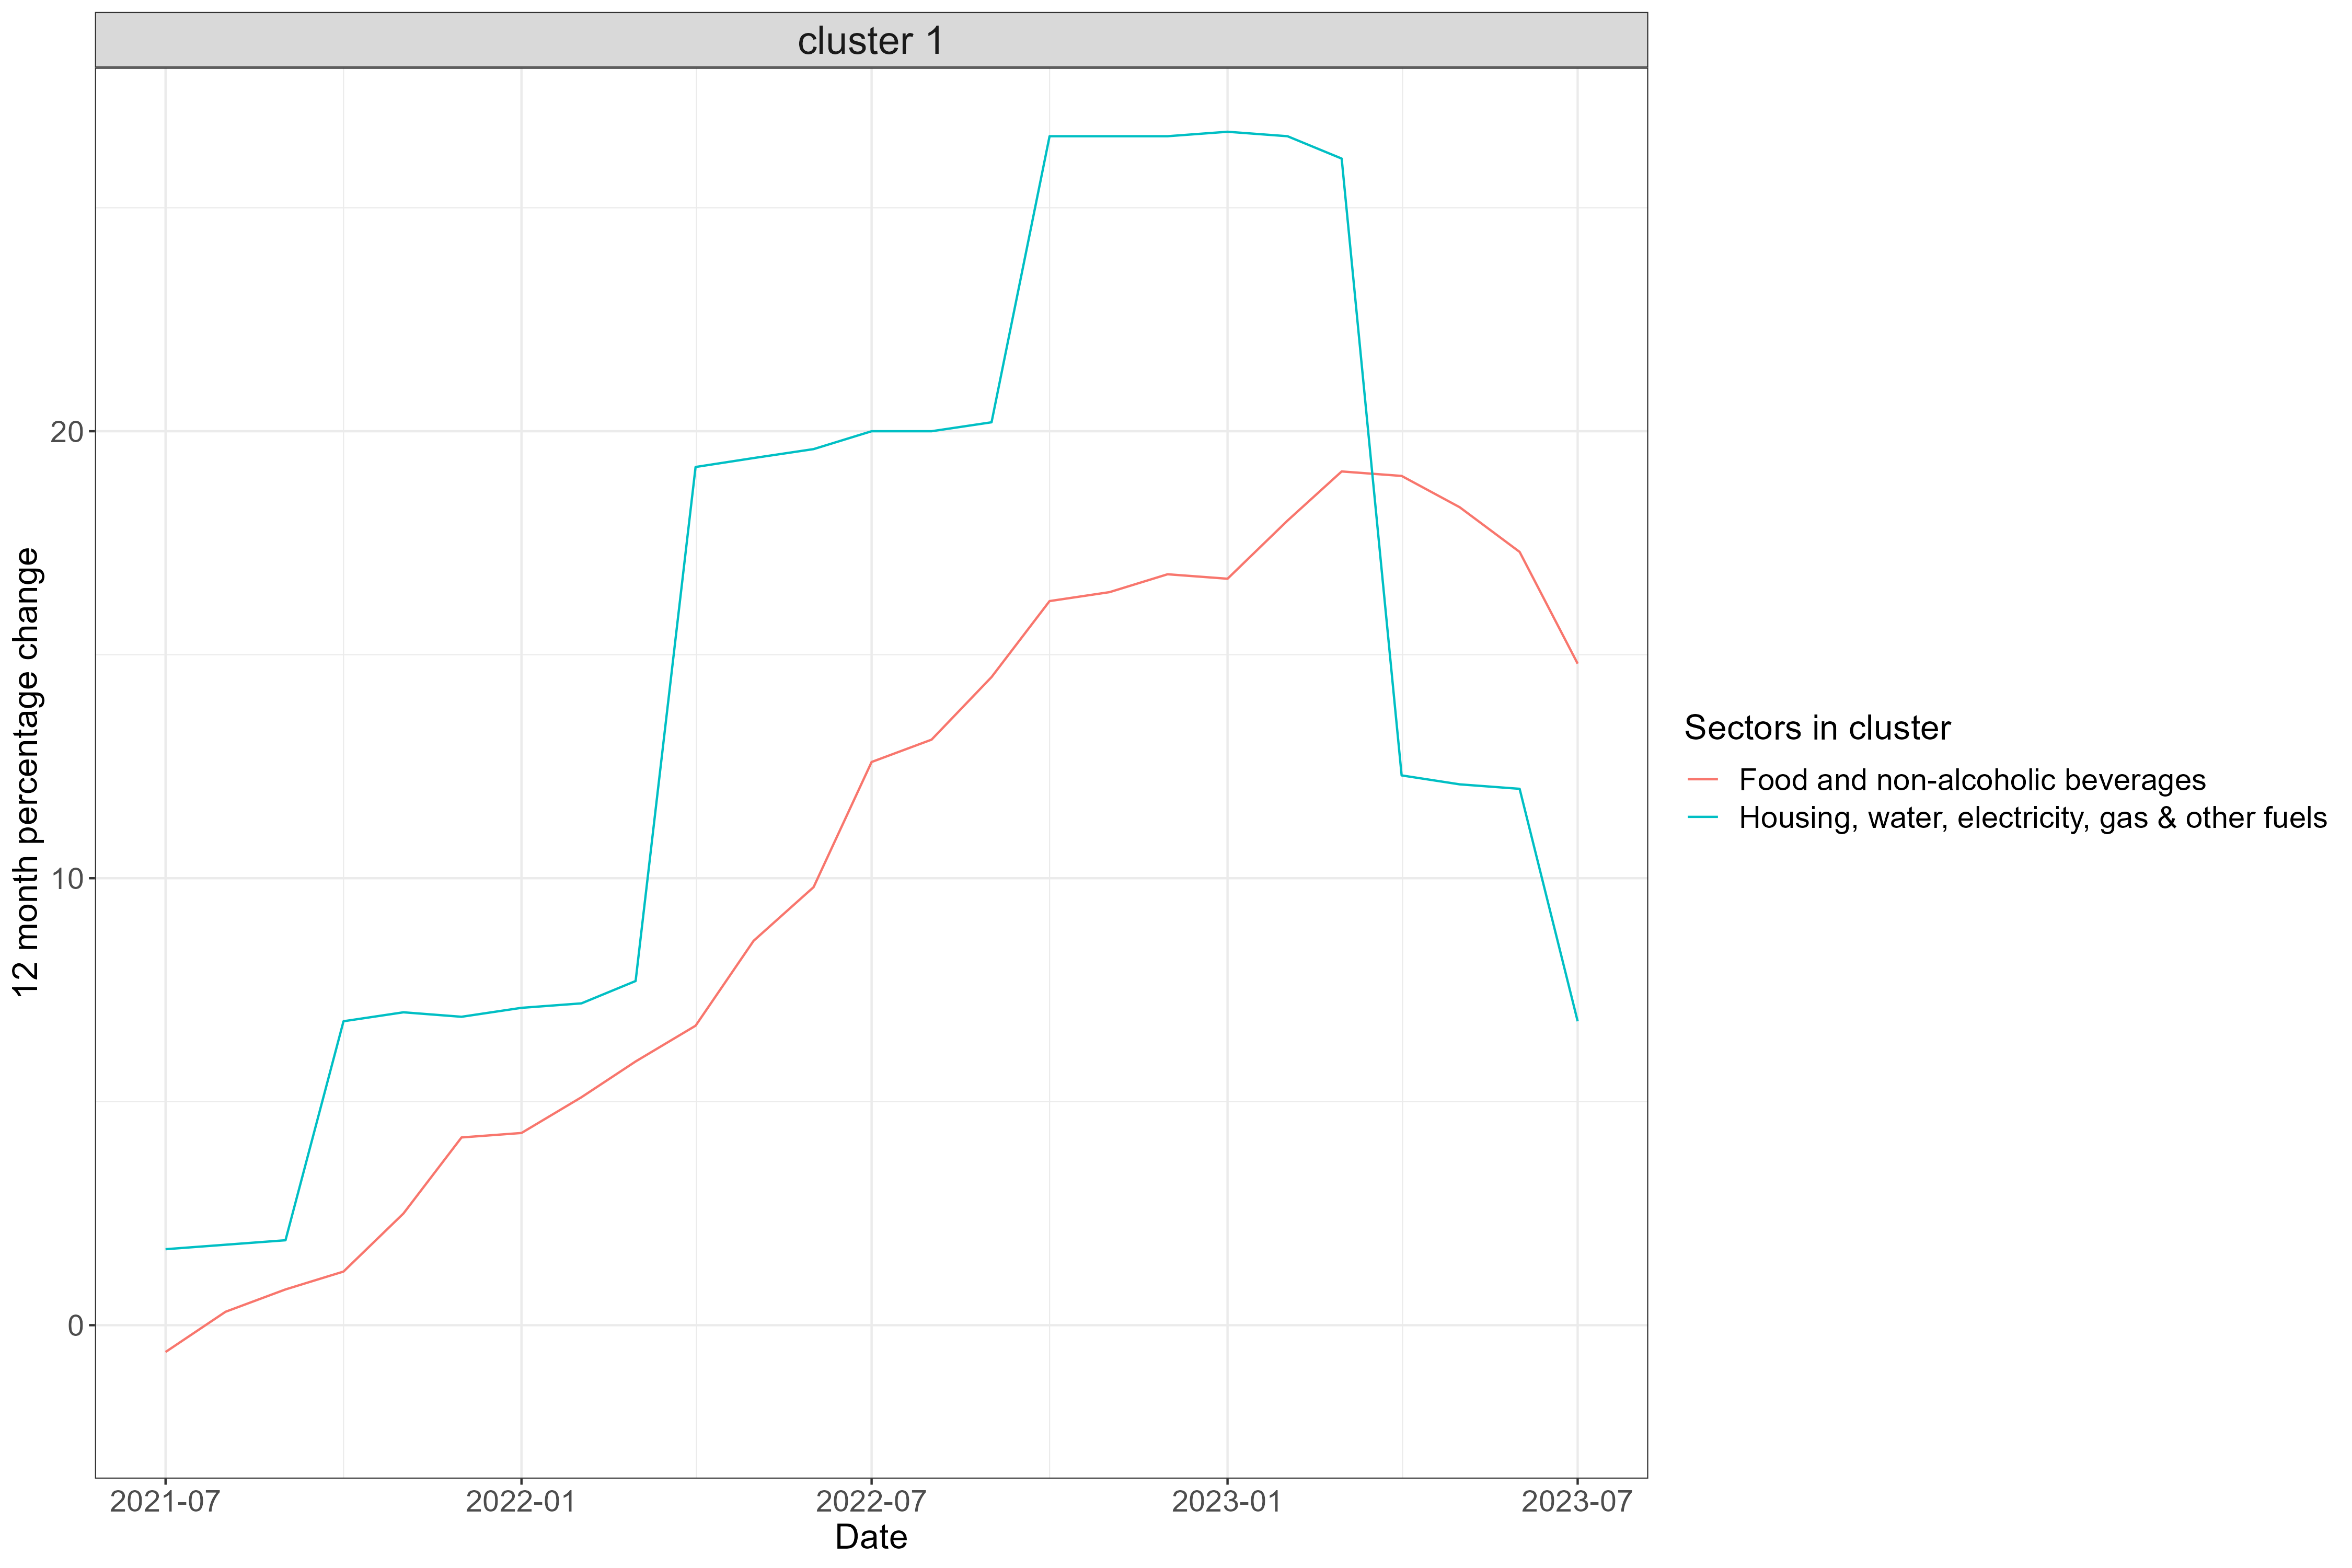 cluster 1
12 month percentage change
20
10
0
2021-07
2022-01
2022-07
2023-01
2023-07
Date
Sectors in cluster
Food and non-alcoholic beverages
Housing, water, electricity, gas & other fuels